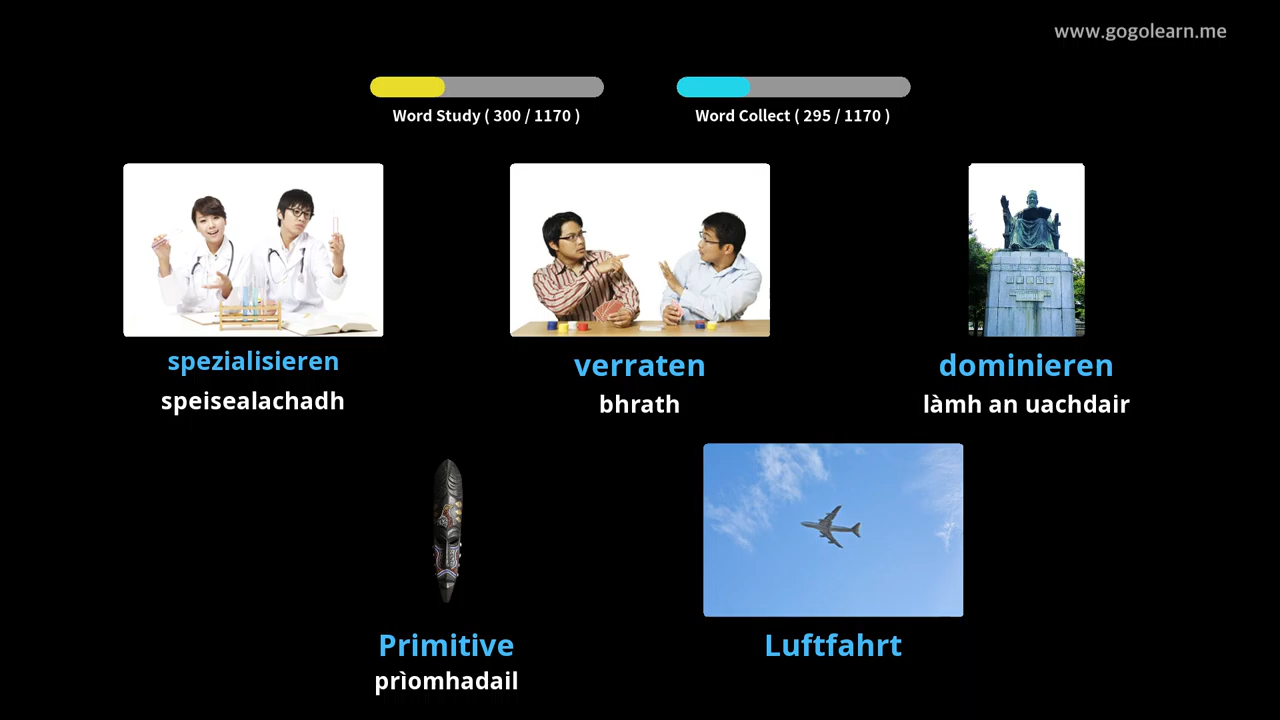 www.gogolearn.me
Word Study ( 300 / 1170 )
Word Collect ( 295 / 1170 )
spezialisieren
speisealachadh
verraten
bhrath
dominieren
làmh an uachdair
Primitive
prìomhadail
Luftfahrt